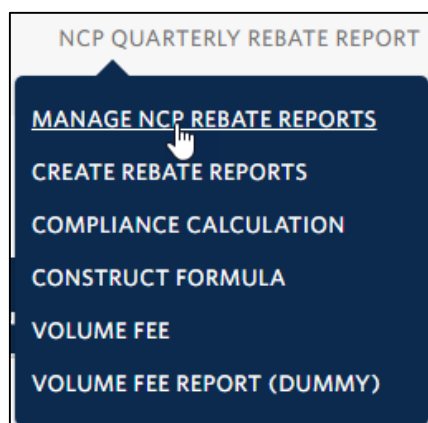 NCP QUARTERLY REBATE REPORT
MANAGE NCP REBATE REPORTS
CREATE REBATE REPORTS
COMPLIANCE CALCULATION
CONSTRUCT FORMULA
VOLUME FEE
VOLUME FEE REPORT (DUMMY)